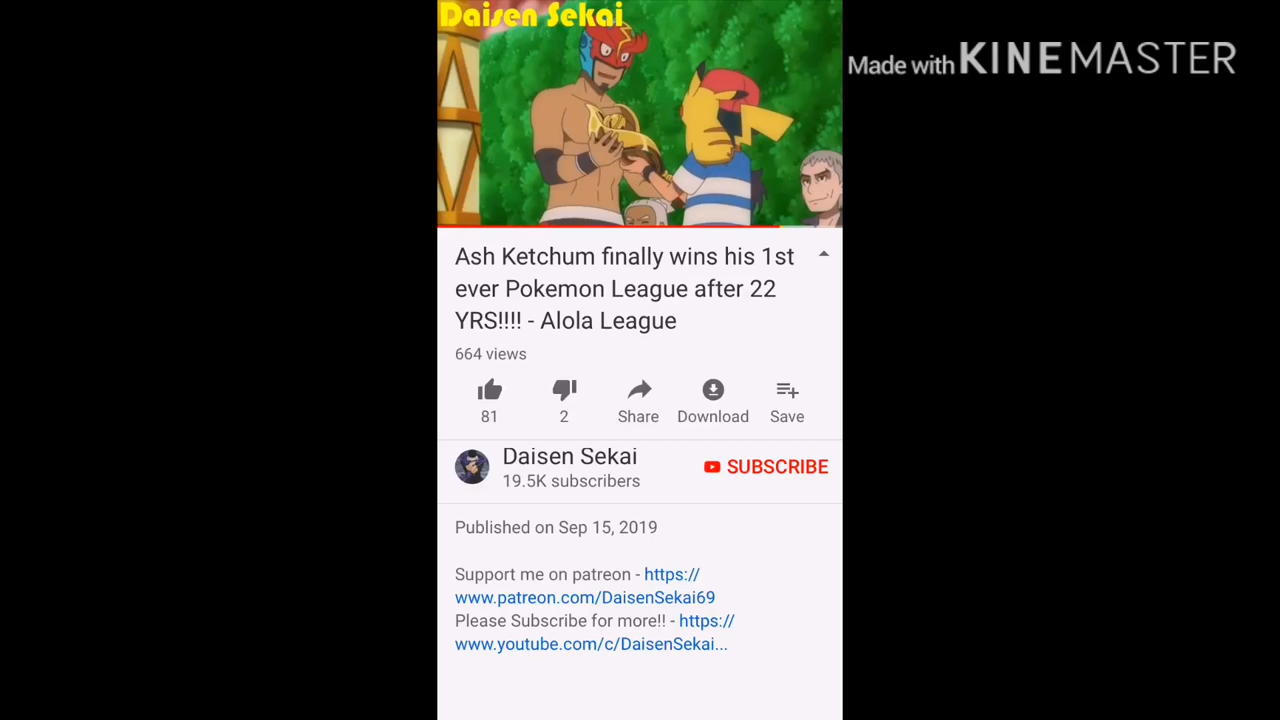 Daisen Sekai
Made with KINEMASTER
Ash Ketchum finally wins his 1st
ever Pokemon League after 22
YRS!!!! - Alola League
664 views
81
2
Share
Download
Save
Daisen Sekai
19.5K subscribers
SUBSCRIBE
Published on Sep 15, 2019
Support me on patreon - https://
www.patreon.com/DaisenSekai69
Please Subscribe for more!! - https://
www.youtube.com/c/DaisenSekai...